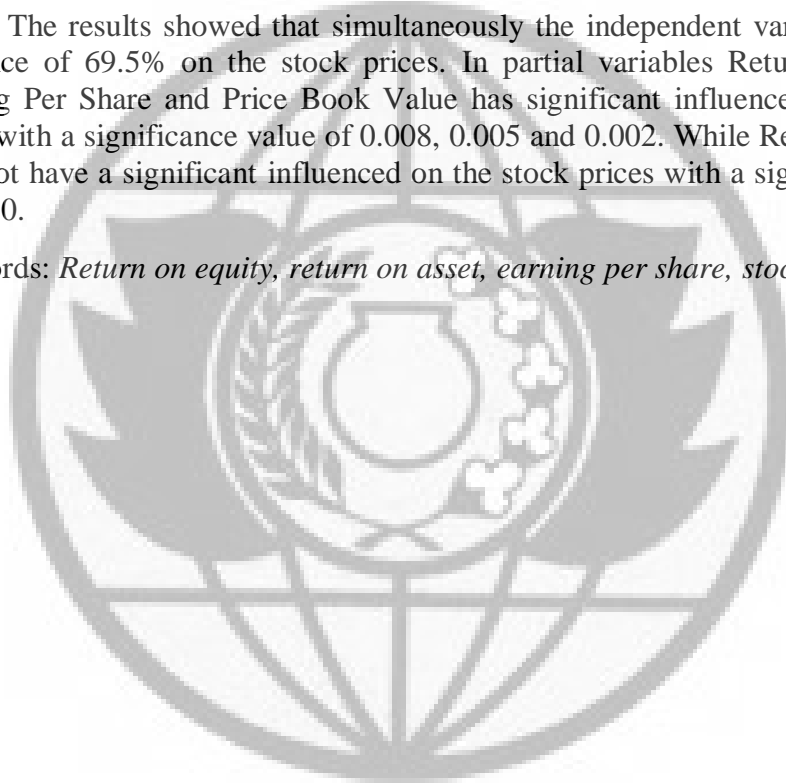 The results showed that simultaneously the independent var
ce of 69.5% on the stock prices. In partial variables Retu
g Per Share and Price Book Value has significant influence
with a significance value of 0.008, 0.005 and 0.002. While Re
ot have a significant influenced on the stock prices with a sig
0.
ords: Return on equity, return on asset, earning per share, stoc